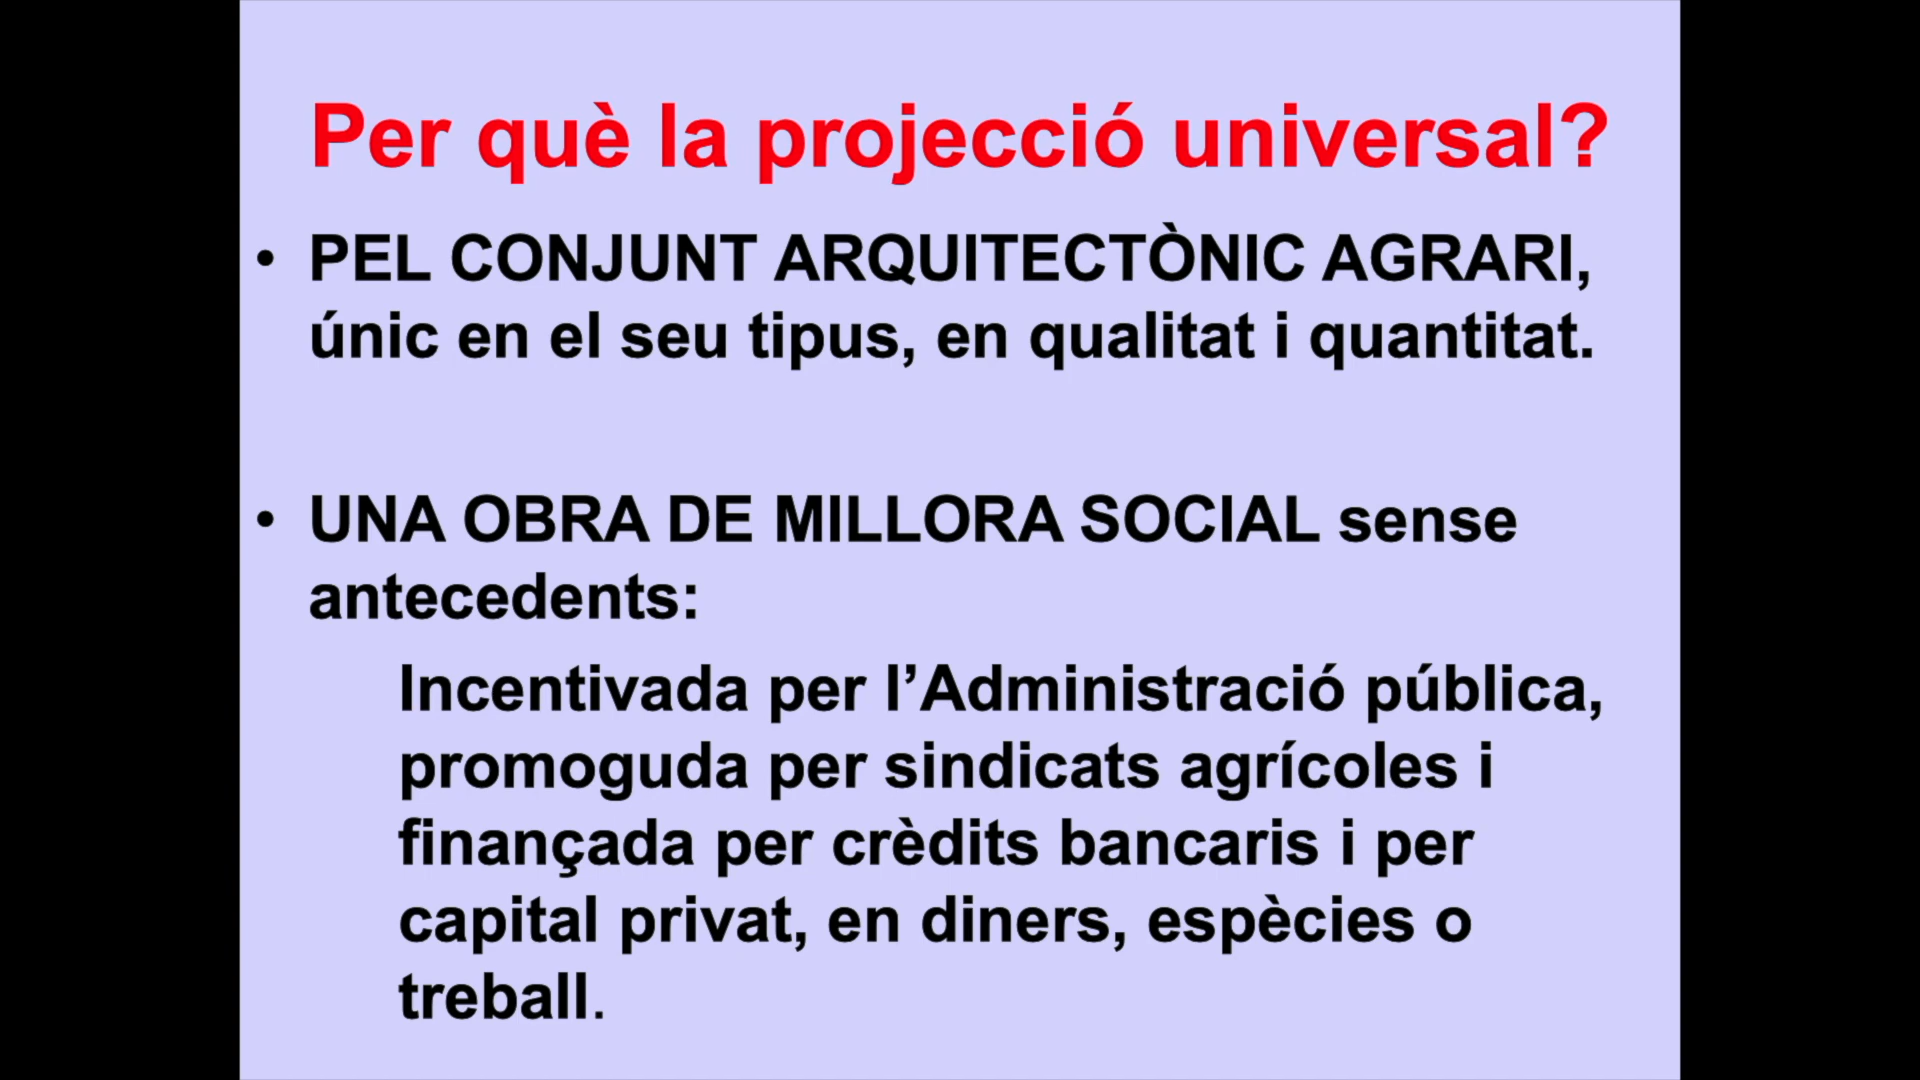 Per què la projecció universal?
• PEL CONJUNT ARQUITECTÒNIC AGRARI,
únic en el seu tipus, en qualitat i quantitat.
• UNA OBRA DE MILLORA SOCIAL sense
antecedents:
Incentivada per l’Administració pública,
promoguda per sindicats agrícoles i
finançada per crèdits bancaris i per
capital privat, en diners, espècies o
treball.